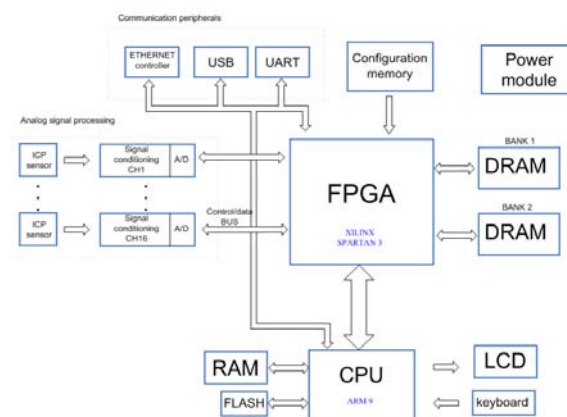 Communication peripherals
ETHERNET
controller
USB
UART
Configuration
memory
Power
module
Analog signal processing
ICP
sensor
Signal
conditioning
CH1
A/D
ICP
sensor
Signal
conditioning
CH16
A/D
Control/data
BUS
FPGA
XILINX
SPARTAN 3
BANK 1
DRAM
BANK 2
DRAM
RAM
FLASH
CPU
ARM 9
LCD
keyboard